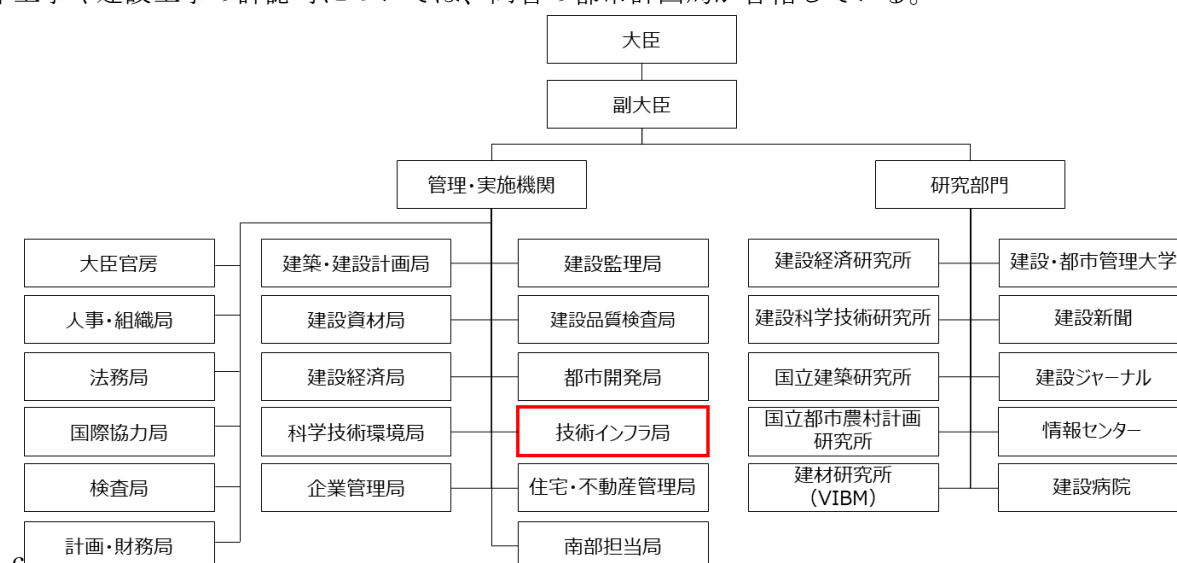 大臣
副大臣
管理・実施機関
研究部門
大臣官房
建築・建設計画局
建設監理局
建設経済研究所
建設・都市管理大学
人事・組織局
建設資材局
建設品質検査局
建設科学技術研究所
建設新聞
法務局
建設経済局
都市開発局
国立建築研究所
建設ジャーナル
国際協力局
科学技術環境局
技術インフラ局
国立都市農村計画
研究所
情報センター
検査局
企業管理局
住宅・不動産管理局
建材研究所
(VIBM)
建設病院
計画・財務局
南部担当局